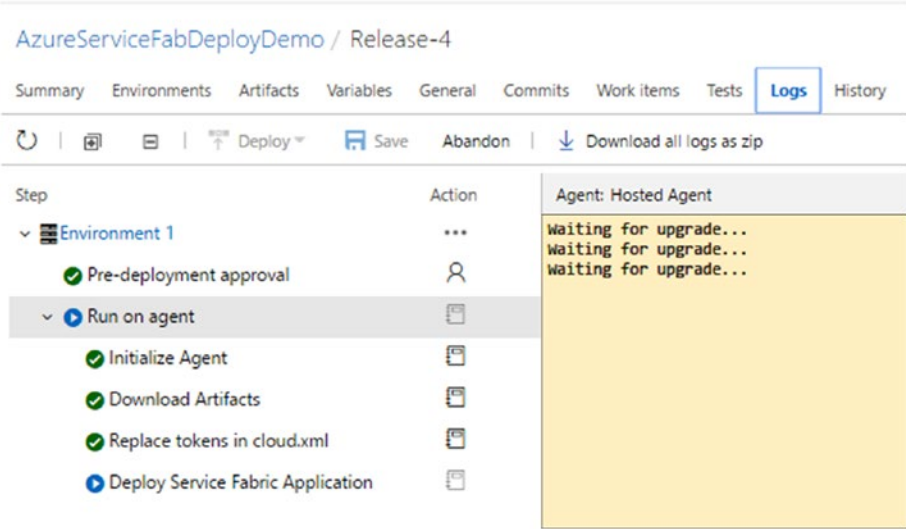 AzureServiceFabDeployDemo / Release-4
Summary Environments Artifacts Variables General Commits Work items Tests Logs History
Deploy Save Abandon Download all logs as zip
Step Action Agent: Hosted Agent
Environment 1 ...
Waiting for upgrade...
Waiting for upgrade...
Waiting for upgrade...
Pre-deployment approval
Run on agent
Initialize Agent
Download Artifacts
Replace tokens in cloud.xml
Deploy Service Fabric Application